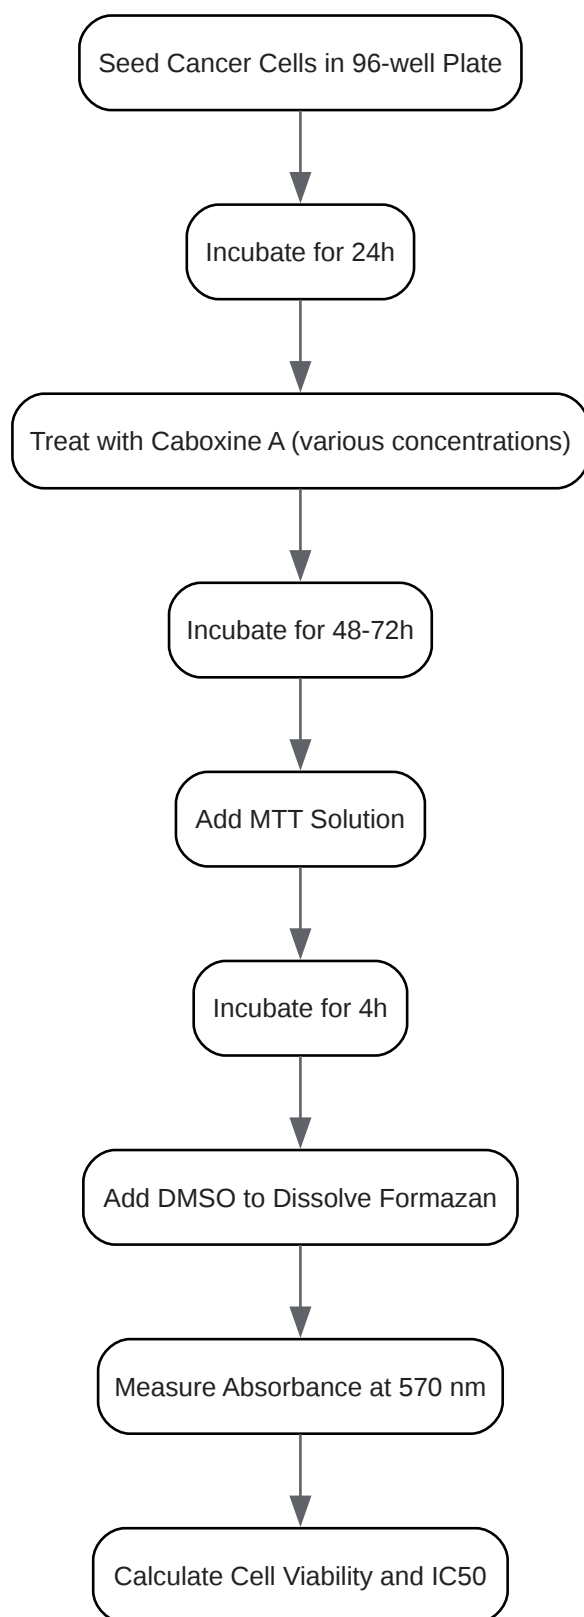 Seed Cancer Cells in 96-well Plate
Incubate for 24h
Treat with Caboxine A (various concentrations)
Incubate for 48-72h
Add MTT Solution
Incubate for 4h
Add DMSO to Dissolve Formazan
Measure Absorbance at 570 nm
Calculate Cell Viability and IC50